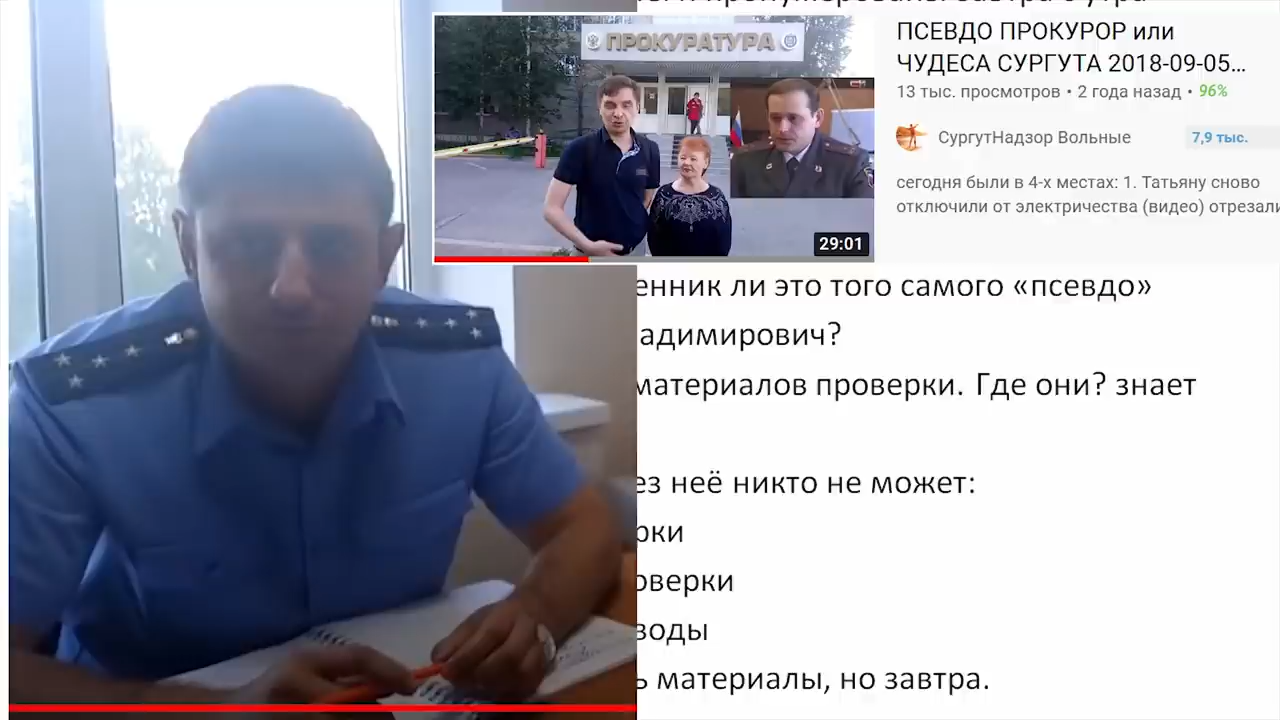 ПСЕВДО ПРОКУРОР или
ЧУДЕСА СУРГУТА 2018-09-05...
13 тыс. просмотров • 2 года назад • 96%
СургутНадзор Вольные
7,9 тыс.
сегодня были в 4-х местах: 1. Татьяну сново
отключили от электричества (видео) отрезали
ПРОКУРАТУРА
29:01
завтра с утра
енник ли это того самого «псевдо»
адимирович?
материалов проверки. Где они? знает
ез неё никто не может:
рки
оверки
воды
ь материалы, но завтра.